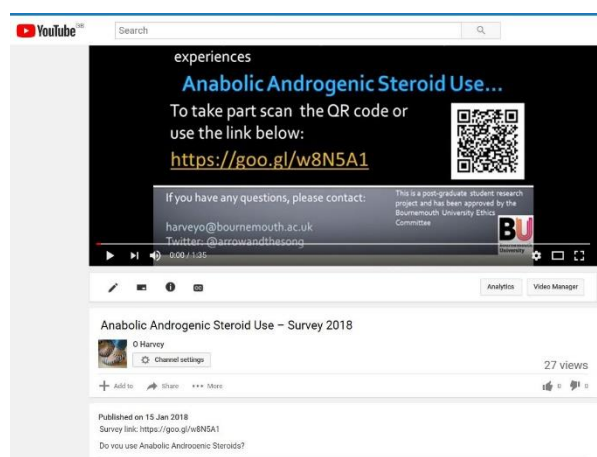 YouTube
Search
experiences
Anabolic Androgenic Steroid Use...
To take part scan the QR code or
use the link below:
https://goo.gl/w8N5A1
If you have any questions, please contact:
harveyo@bournemouth.ac.uk
Twitter: @arrowandthesong
This is a post-graduate student research
project and has been approved by the
Bournemouth University Ethics
Committee
BU
Bournemouth
University
0:00 / 1:35
Analytics
Video Manager
Anabolic Androgenic Steroid Use – Survey 2018
O Harvey
Channel settings
27 views
Add to Share More
0 0
Published on 15 Jan 2018
Survey link: https://goo.gl/w8N5A1
Do you use Anabolic Androgenic Steroids?